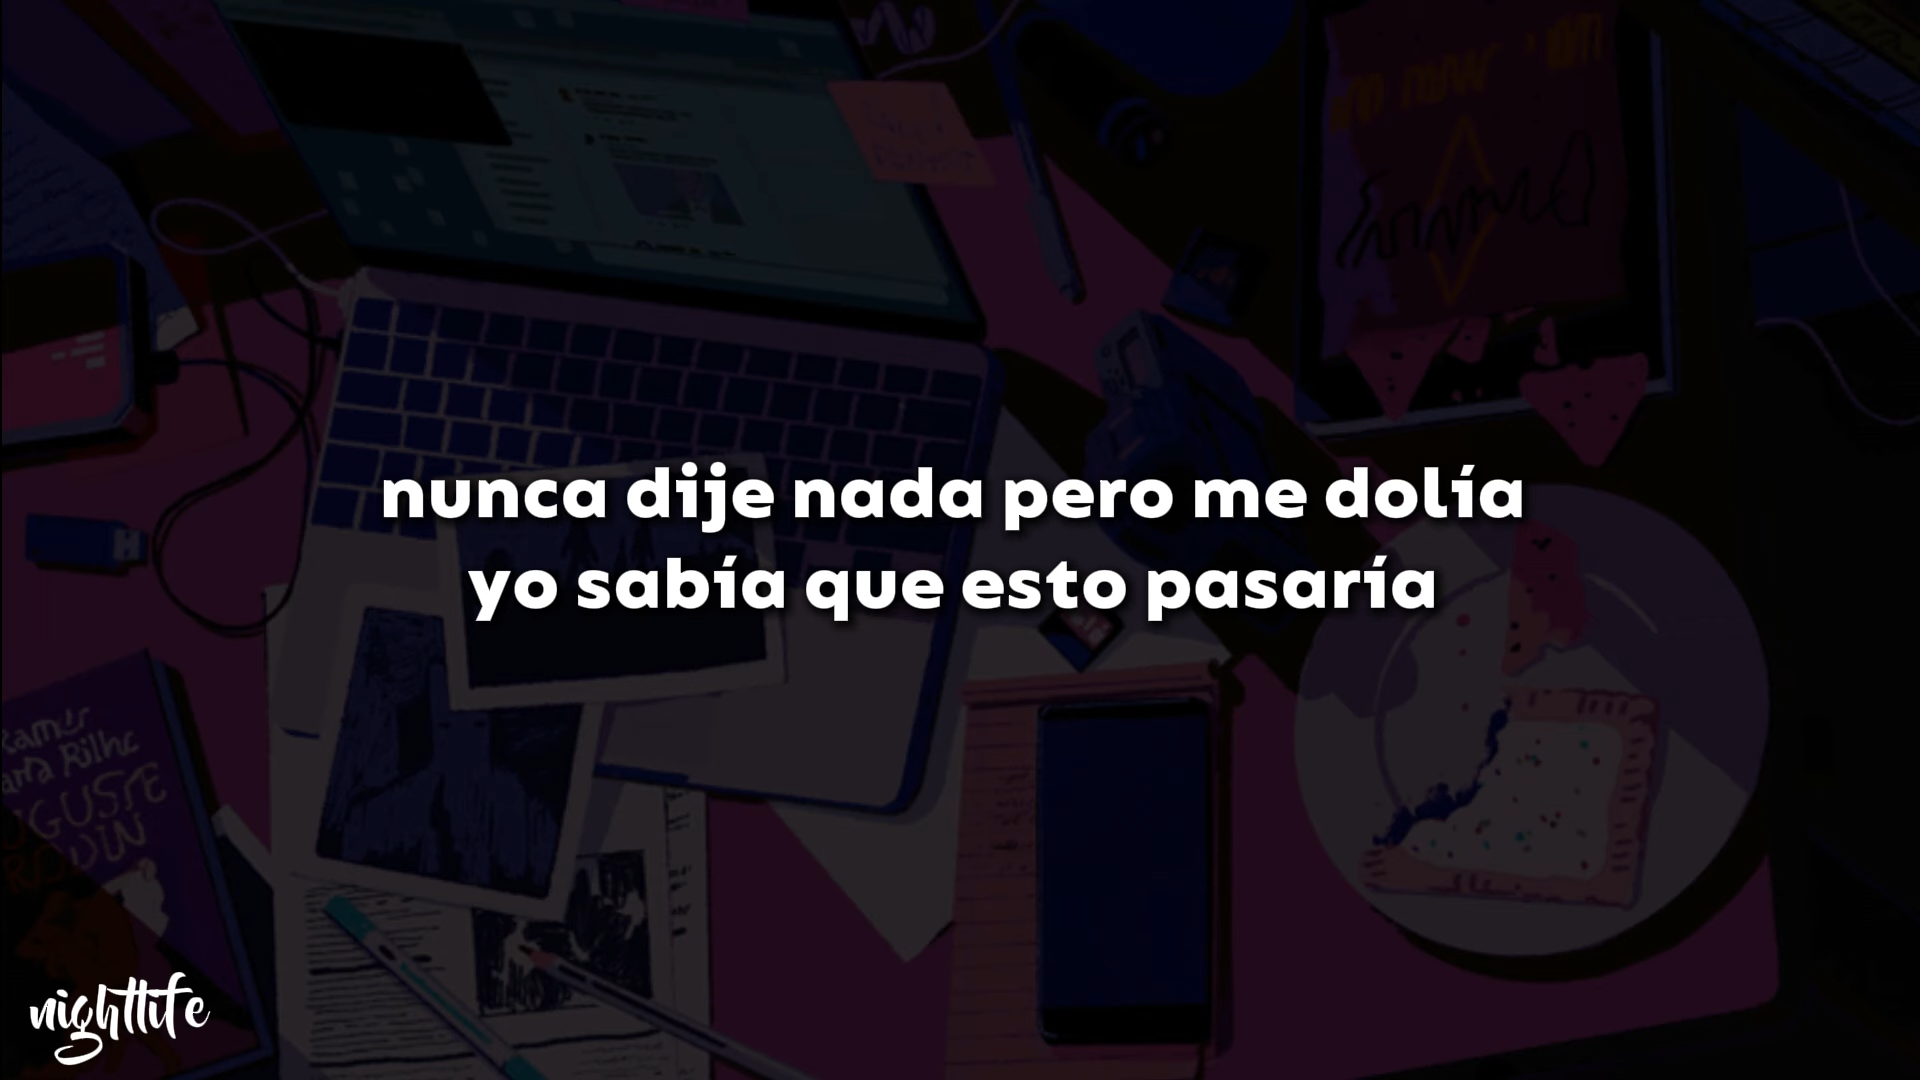 nunca dije nada pero me dolía
yo sabía que esto pasaría
nightlife